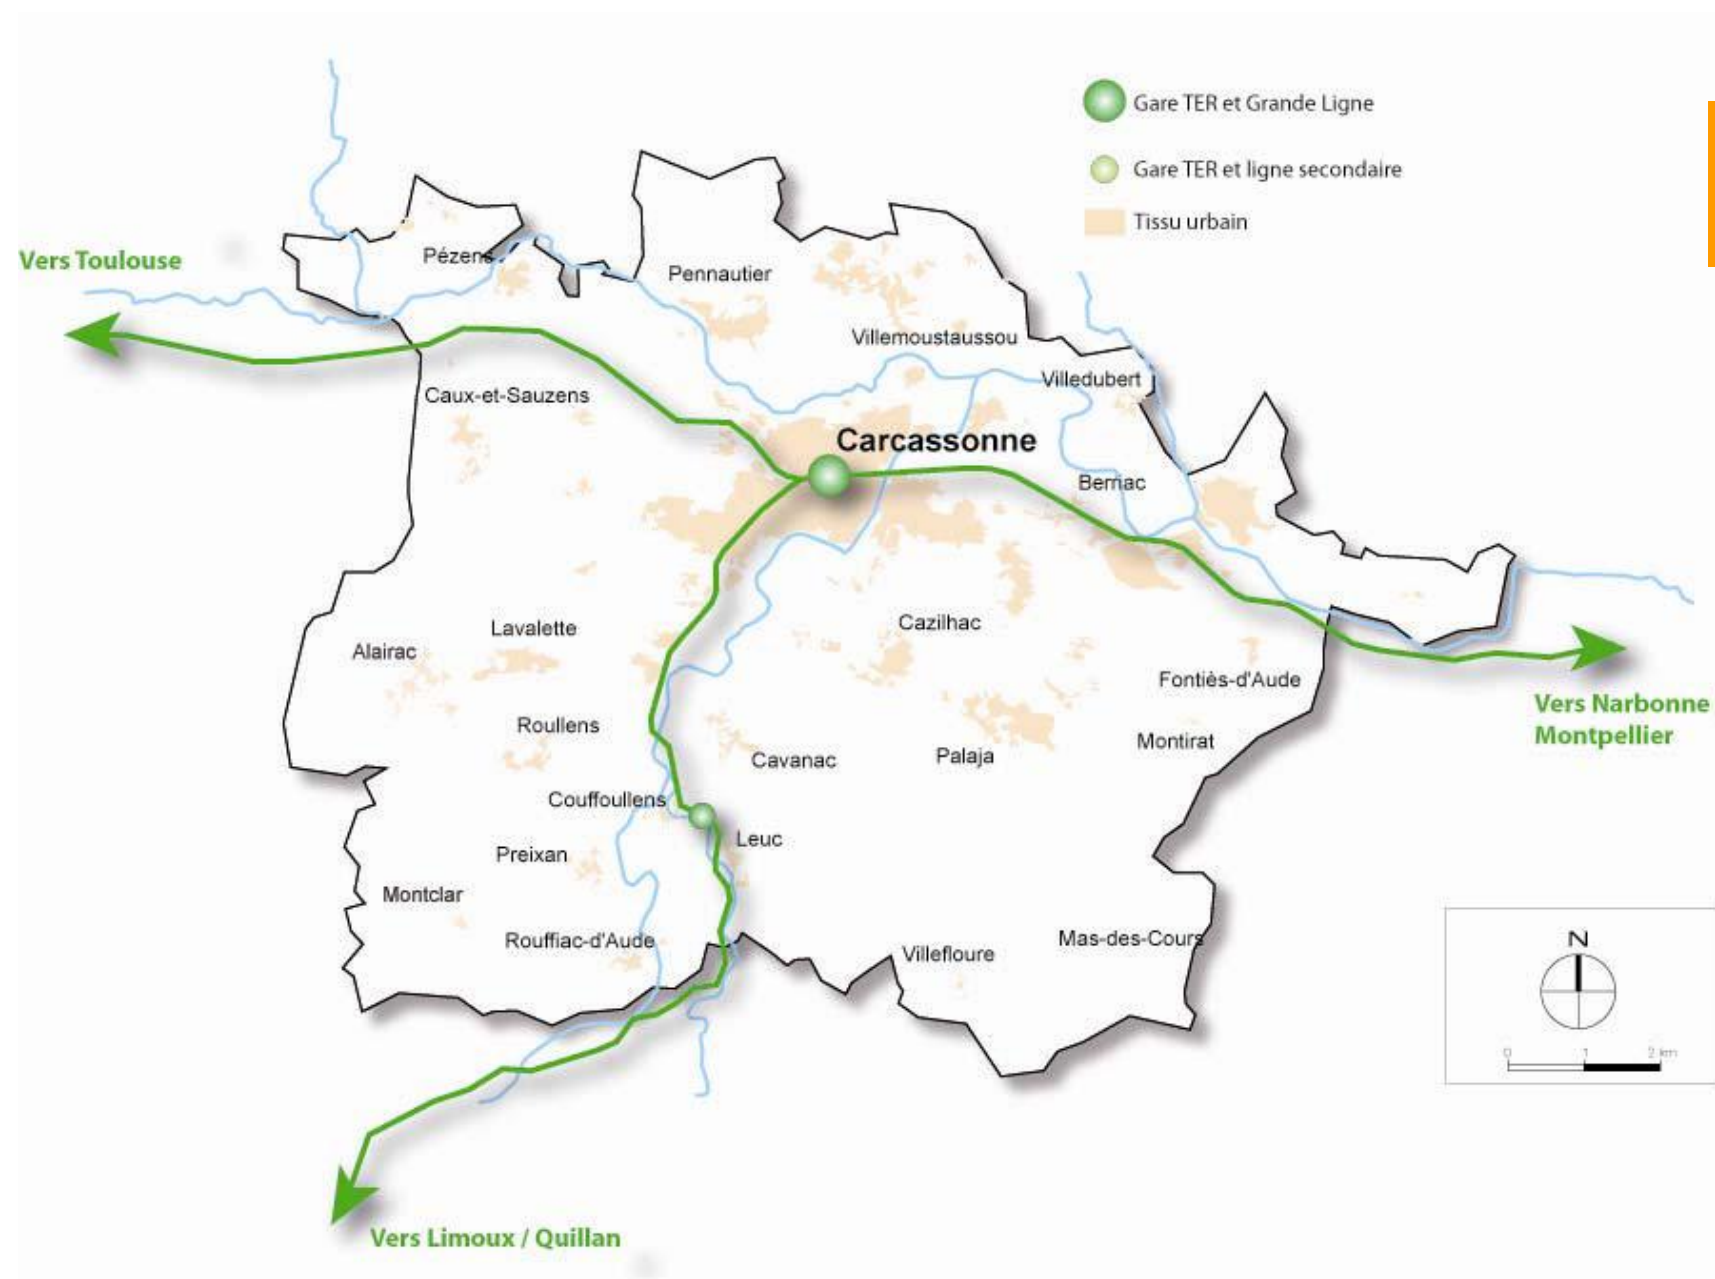 Gare TER et Grande Ligne
Gare TER et ligne secondaire
Tissu urbain
Vers Toulouse
Pézens
Pennautier
Villemoustaussou
Villedubert
Caux-et-Sauzens
Carcassonne
Berriac
Lavalette
Cazilhac
Alairac
Fontiès-d'Aude
Vers Narbonne
Montpellier
Roullens
Montirat
Cavanac
Palaja
Couffoullens
Leuc
Preixan
Montclar
Rouffiac-d'Aude
Villefloure
Mas-des-Cours
N
0 1 2 km
Vers Limoux / Quillan